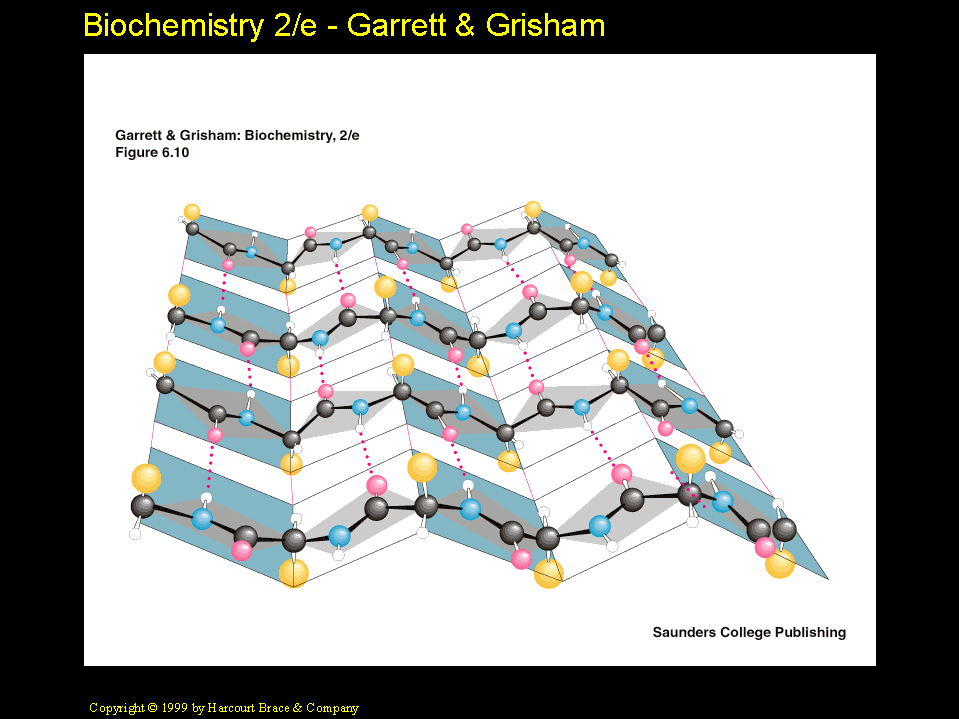 Biochemistry 2/e - Garrett & Grisham
Garrett & Grisham: Biochemistry, 2/e
Figure 6.10
Saunders College Publishing
Copyright © 1999 by Harcourt Brace & Company